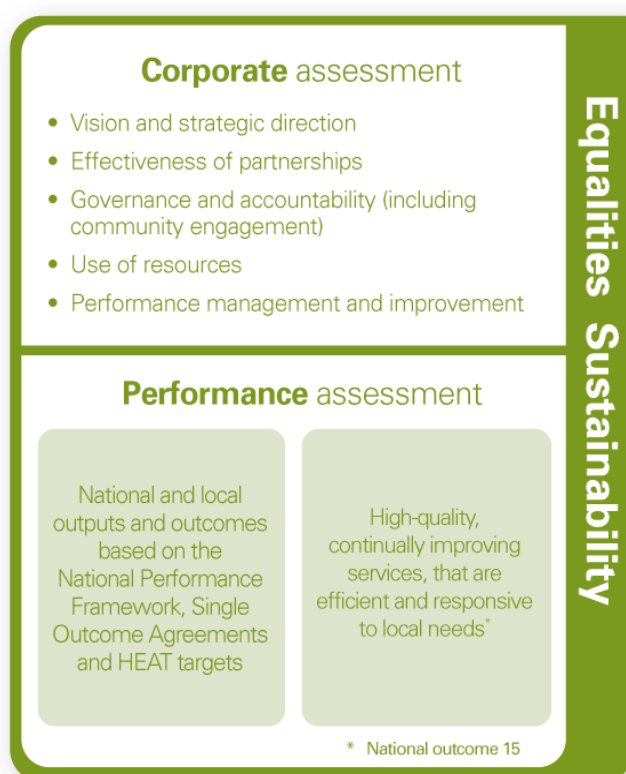 Corporate assessment
• Vision and strategic direction
• Effectiveness of partnerships
• Governance and accountability (including
community engagement)
• Use of resources
• Performance management and improvement
Performance assessment
National and local
outputs and outcomes
based on the
National Performance
Framework, Single
Outcome Agreements
and HEAT targets
High-quality,
continually improving
services, that are
efficient and responsive
to local needs*
* National outcome 15
Equalities Sustainability